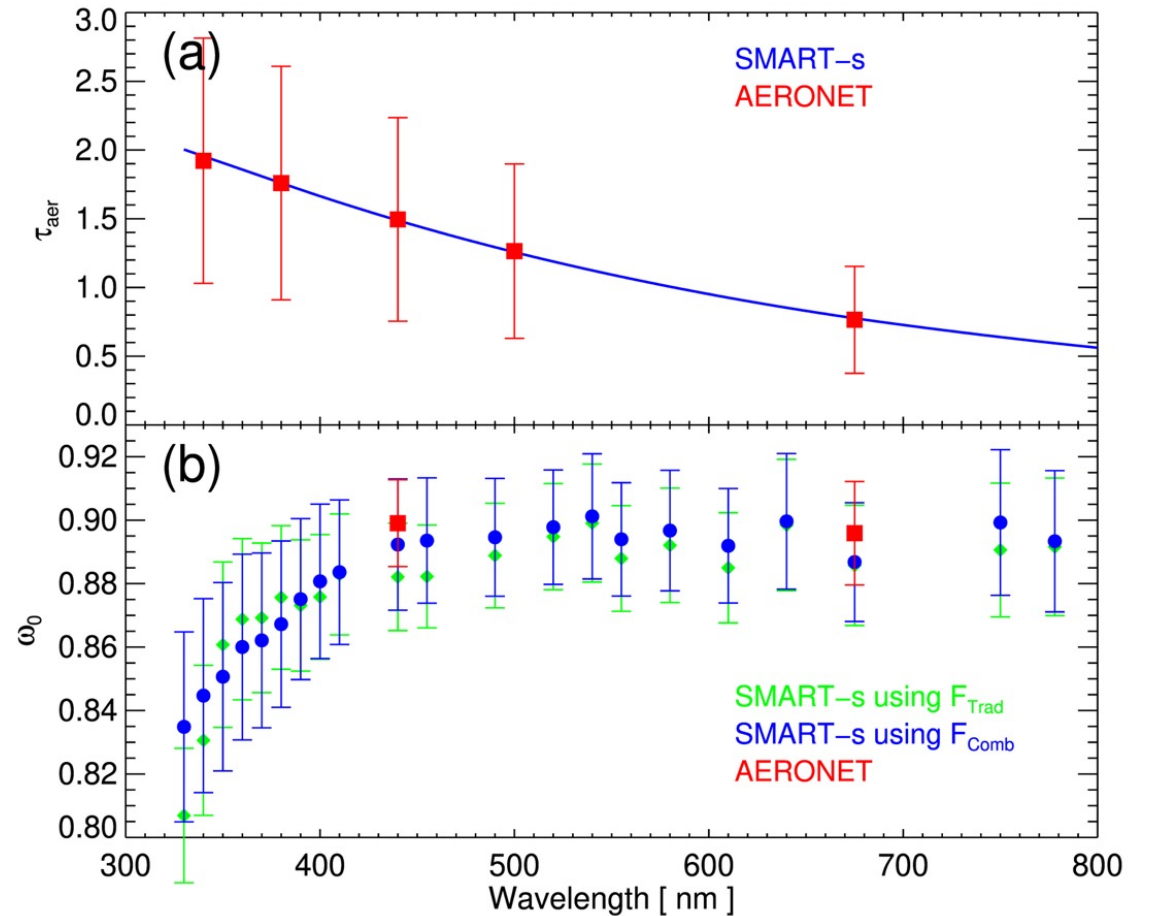 (a)
SMART–s
AERONET
3.0
2.5
2.0
1.5
1.0
0.5
0.0
τaer
(b)
0.92
0.90
0.88
0.86
0.84
0.82
0.80
ω0
SMART–s using FTrad
SMART–s using FComb
AERONET
300 400 500 600 700 800
Wavelength [ nm ]